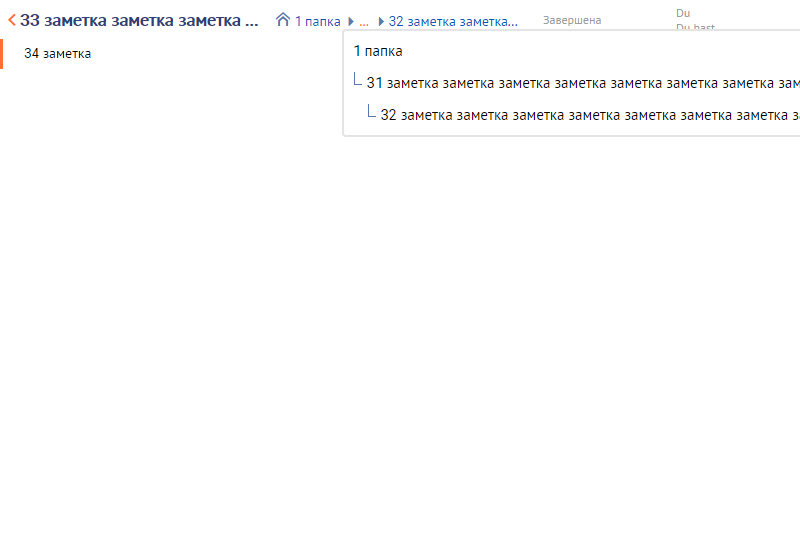 33 заметка заметка заметка ... 1 папка ... 32 заметка заметка... Завершена Du
Du hast
34 заметка
1 папка
31 заметка заметка заметка заметка заметка заметка заметка зам
32 заметка заметка заметка заметка заметка заметка заметка